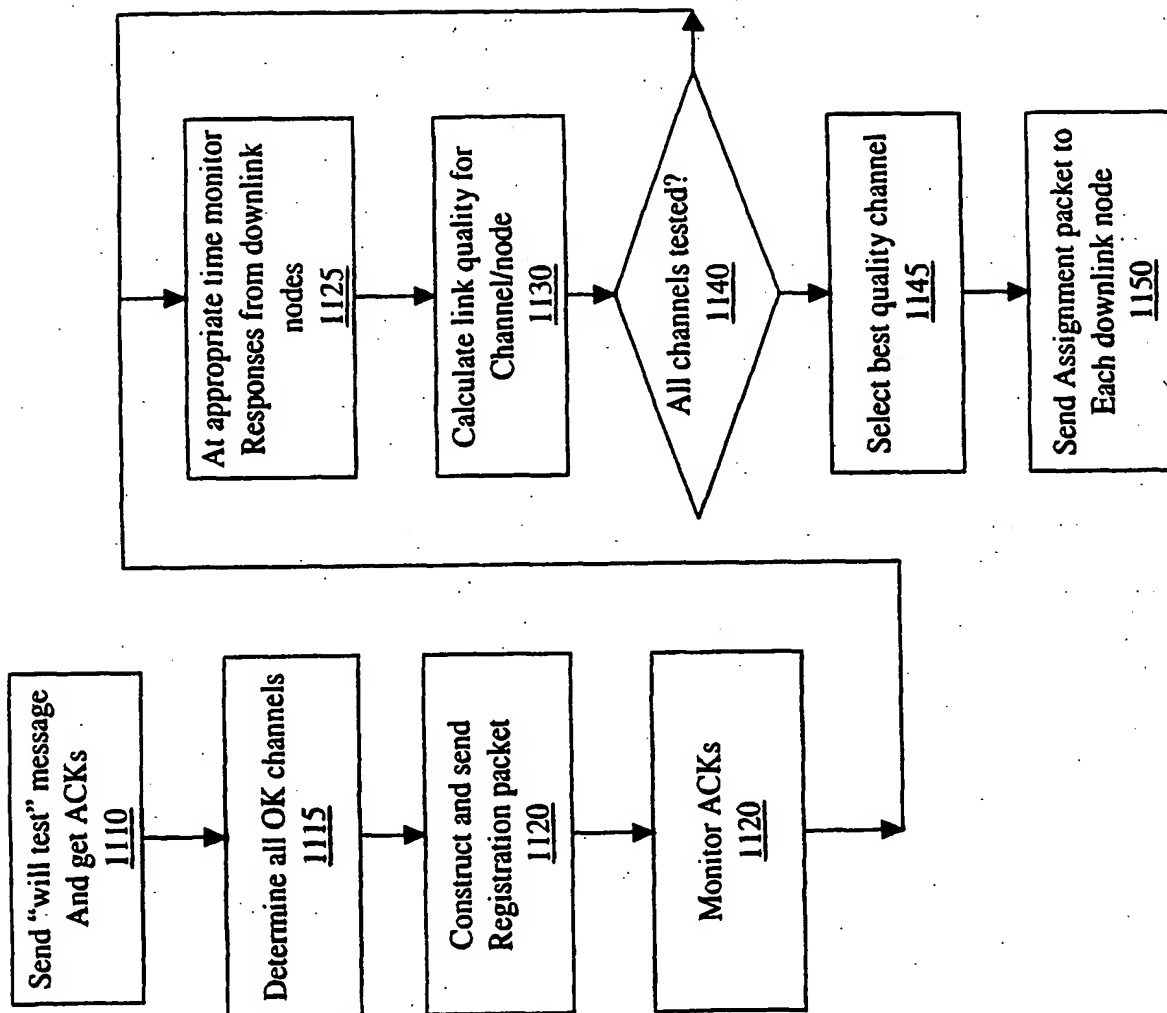 Send “will test” message
And get ACKs
1110
Determine all OK channels
1115
Construct and send
Registration packet
1120
Monitor ACKs
1120
At appropriate time monitor
Responses from downlink
nodes
1125
Calculate link quality for
Channel/node
1130
All channels tested?
1140
Select best quality channel
1145
Send Assignment packet to
Each downlink node
1150